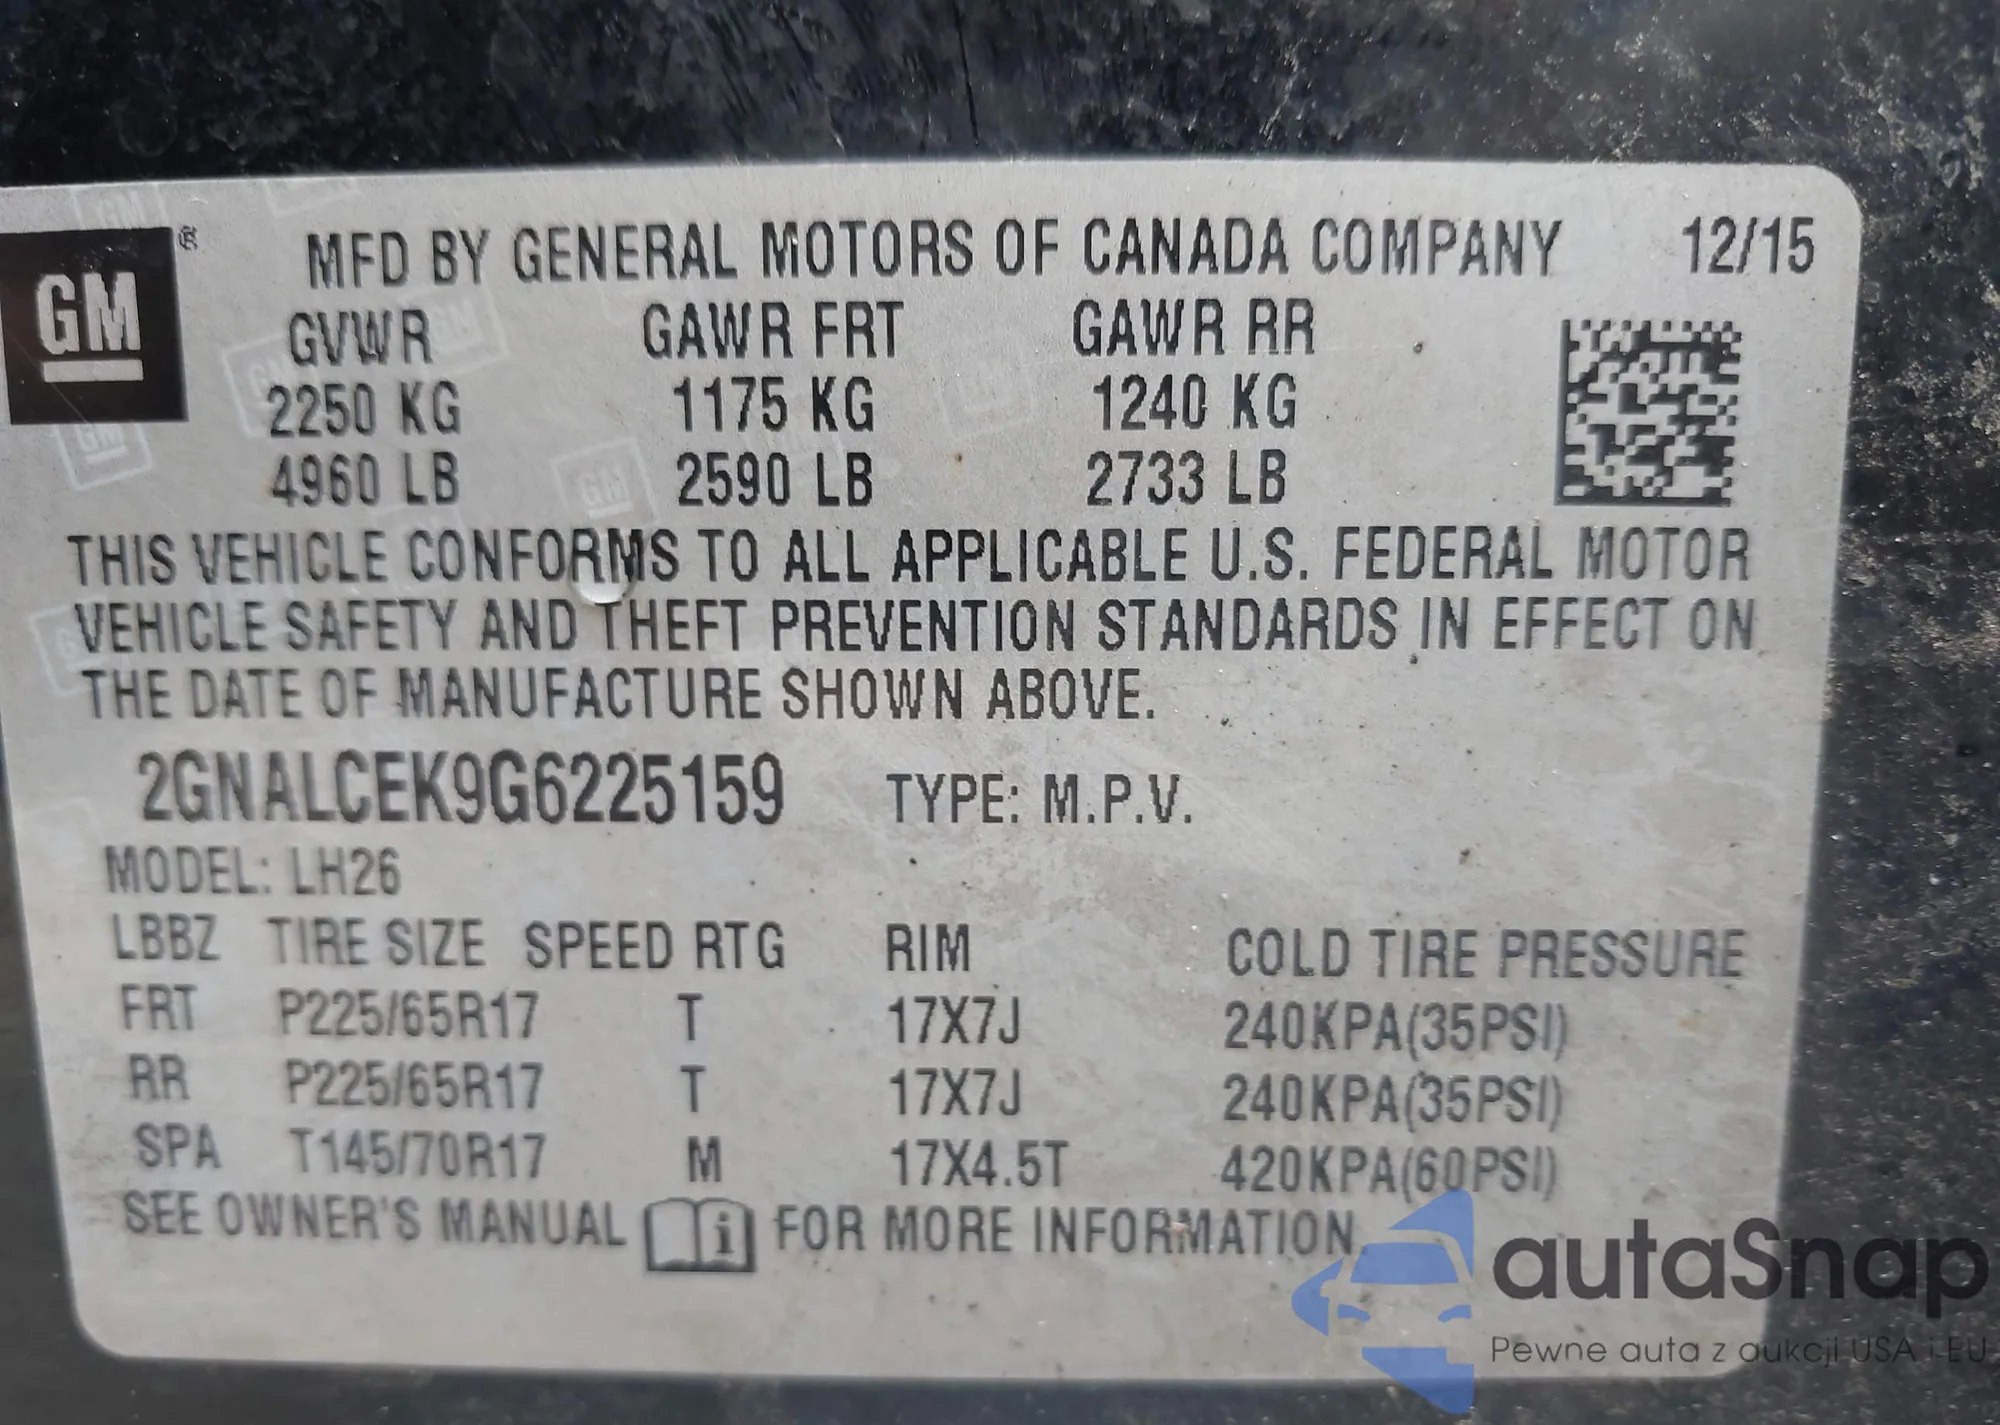 GM ®
MFD BY GENERAL MOTORS OF CANADA COMPANY 12/15
GVWR GAWR FRT GAWR RR
2250 KG 1175 KG 1240 KG
4960 LB 2590 LB 2733 LB
THIS VEHICLE CONFORMS TO ALL APPLICABLE U.S. FEDERAL MOTOR
VEHICLE SAFETY AND THEFT PREVENTION STANDARDS IN EFFECT ON
THE DATE OF MANUFACTURE SHOWN ABOVE.
2GNALCEK9G6225159 TYPE: M.P.V.
MODEL: LH26
LBBZ TIRE SIZE SPEED RTG RIM COLD TIRE PRESSURE
FRT P225/65R17 T 17X7J 240KPA(35PSI)
RR P225/65R17 T 17X7J 240KPA(35PSI)
SPA T145/70R17 M 17X4.5T 420KPA(60PSI)
SEE OWNER'S MANUAL i FOR MORE INFORMATION.
autaSnap
Pewne auta z aukcji USA i EU